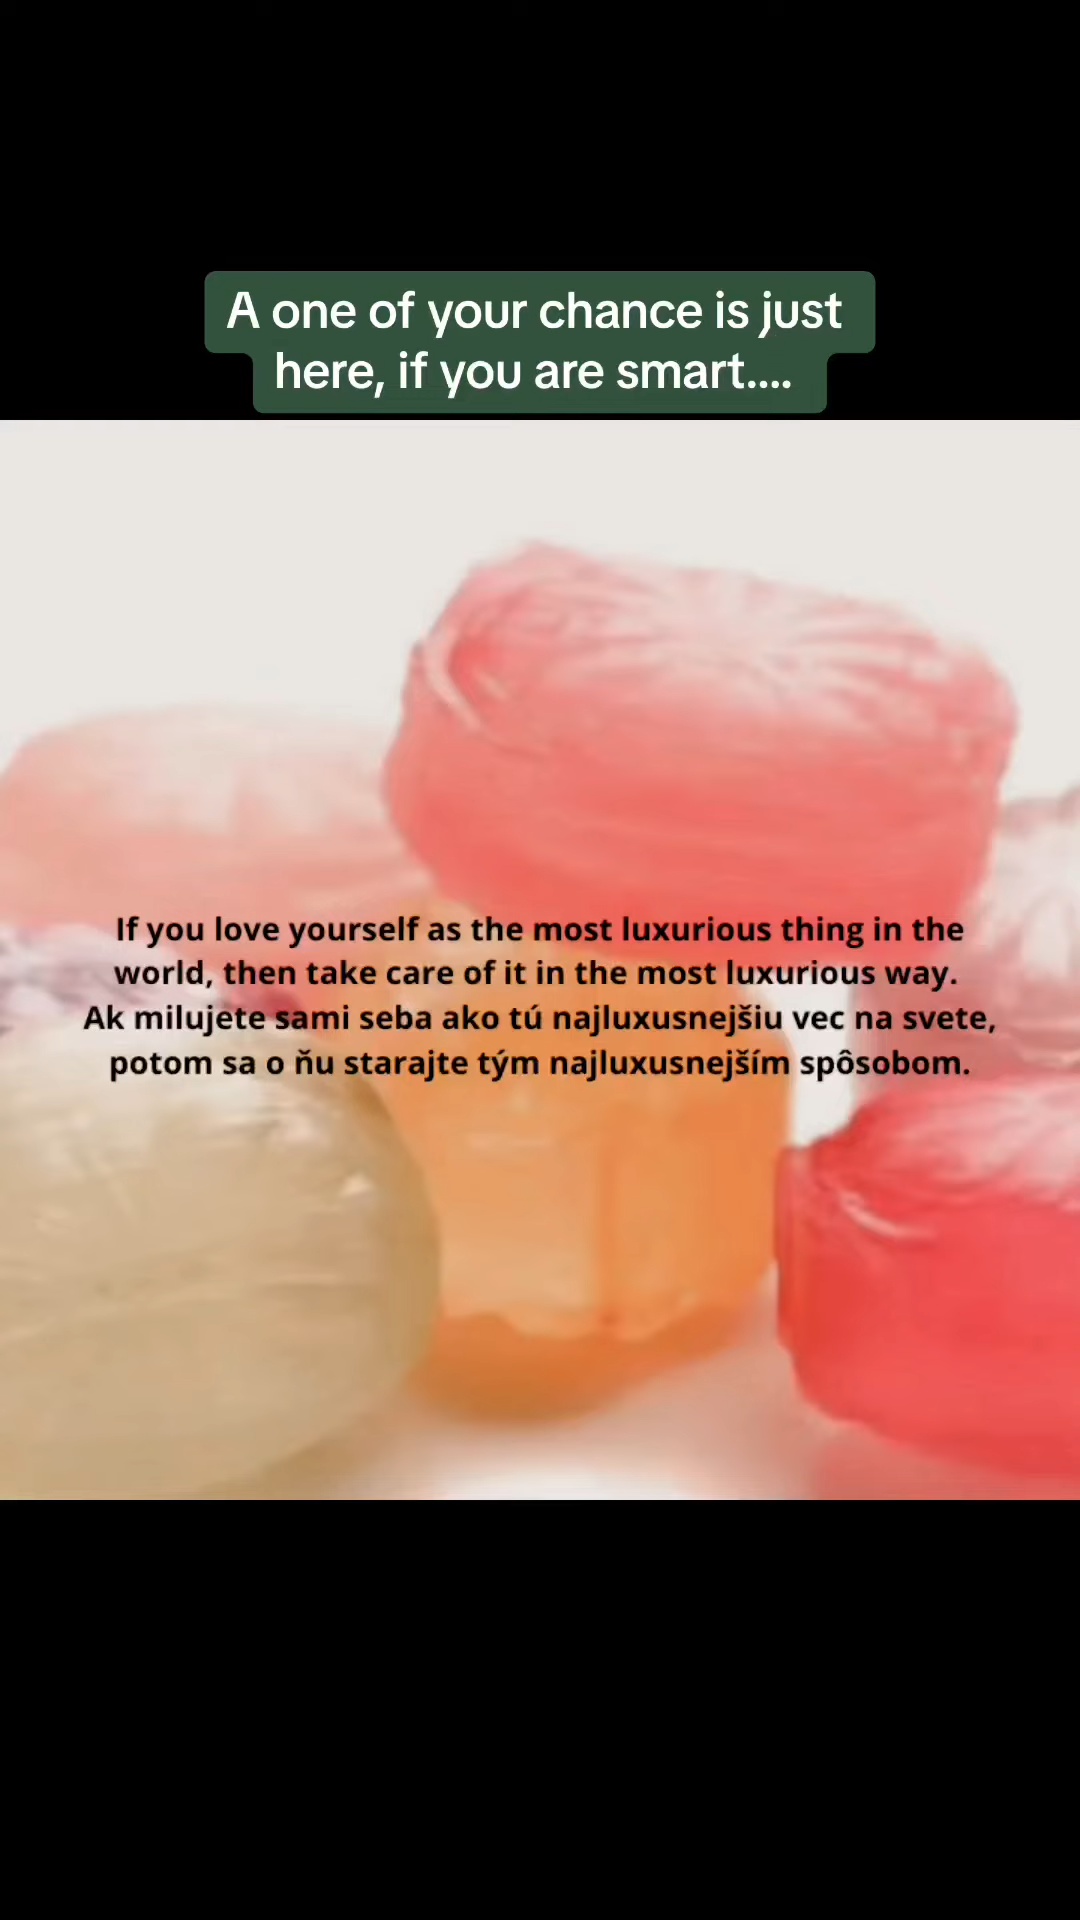 A one of your chance is just
here, if you are smart....
If you love yourself as the most luxurious thing in the
world, then take care of it in the most luxurious way.
Ak milujete sami seba ako tú najluxusnejšiu vec na svete,
potom sa o ňu starajte tým najluxusnejším spôsobom.